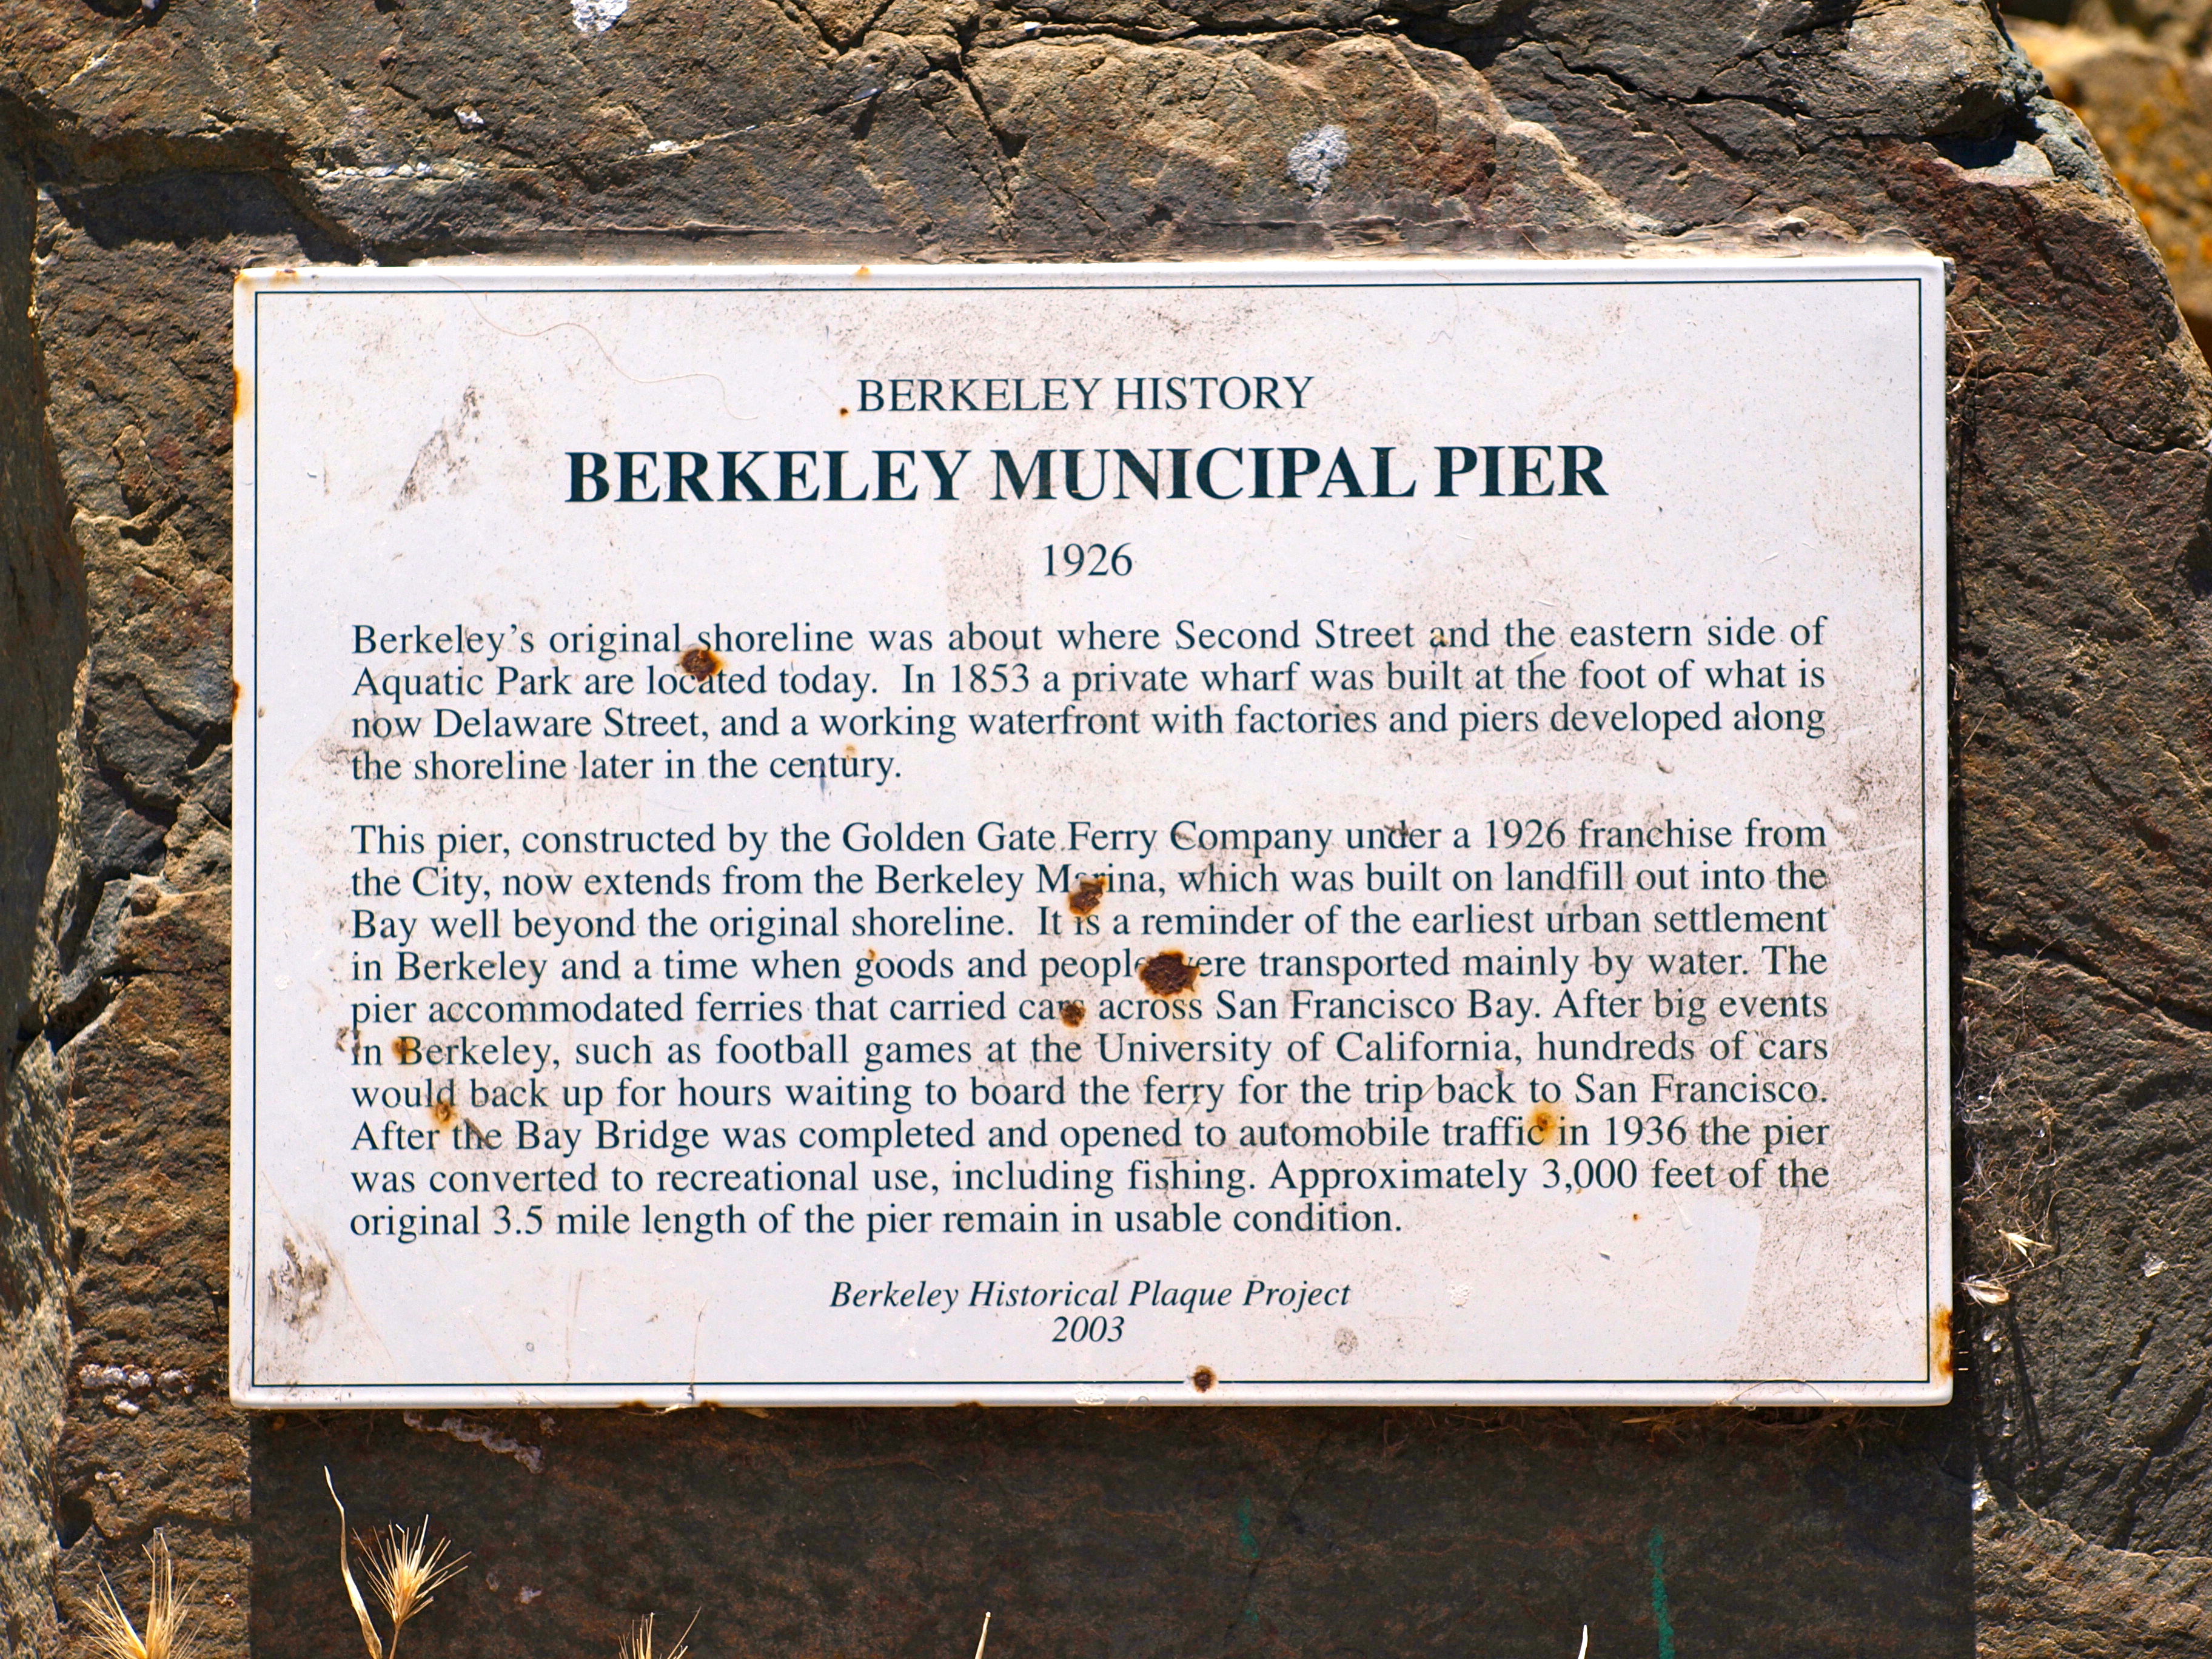 BERKELEY HISTORY
BERKELEY MUNICIPAL PIER
1926
Berkeley's original shoreline was about where Second Street and the eastern side of
Aquatic Park are located today. In 1853 a private wharf was built at the foot of what is
now Delaware Street, and a working waterfront with factories and piers developed along
the shoreline later in the century.
This pier, constructed by the Golden Gate Ferry Company under a 1926 franchise from
the City, now extends from the Berkeley Marina, which was built on landfill out into the
Bay well beyond the original shoreline. It is a reminder of the earliest urban settlement
in Berkeley and a time when goods and people were transported mainly by water. The
pier accommodated ferries that carried cars across San Francisco Bay. After big events
in Berkeley, such as football games at the University of California, hundreds of cars
would back up for hours waiting to board the ferry for the trip back to San Francisco.
After the Bay Bridge was completed and opened to automobile traffic in 1936 the pier
was converted to recreational use, including fishing. Approximately 3,000 feet of the
original 3.5 mile length of the pier remain in usable condition.
Berkeley Historical Plaque Project
2003